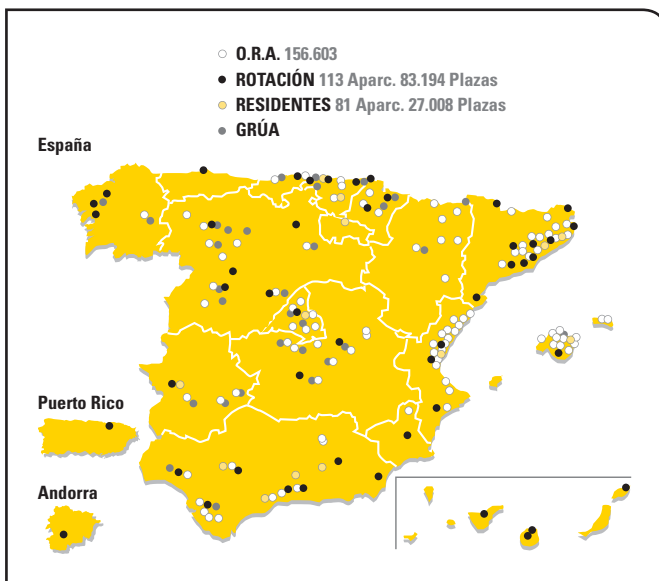 O.R.A. 156.603
ROTACIÓN 113 Aparc. 83.194 Plazas
RESIDENTES 81 Aparc. 27.008 Plazas
GRÚA
España
Puerto Rico
Andorra